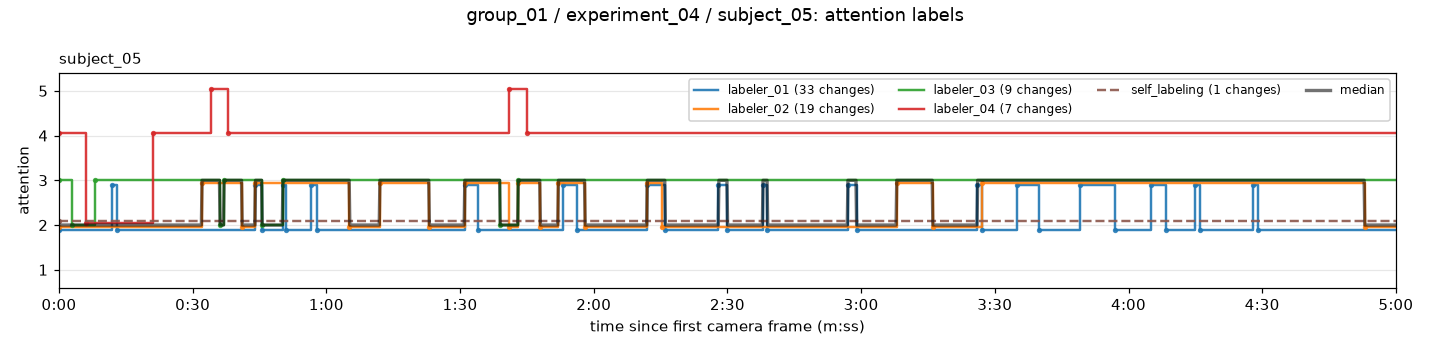 group_01 / experiment_04 / subject_05: attention labels
subject_05
labeler_01 (33 changes)
labeler_02 (19 changes)
labeler_03 (9 changes)
labeler_04 (7 changes)
self_labeling (1 changes)
median
attention
5
4
3
2
1
0:00 0:30 1:00 1:30 2:00 2:30 3:00 3:30 4:00 4:30 5:00
time since first camera frame (m:ss)